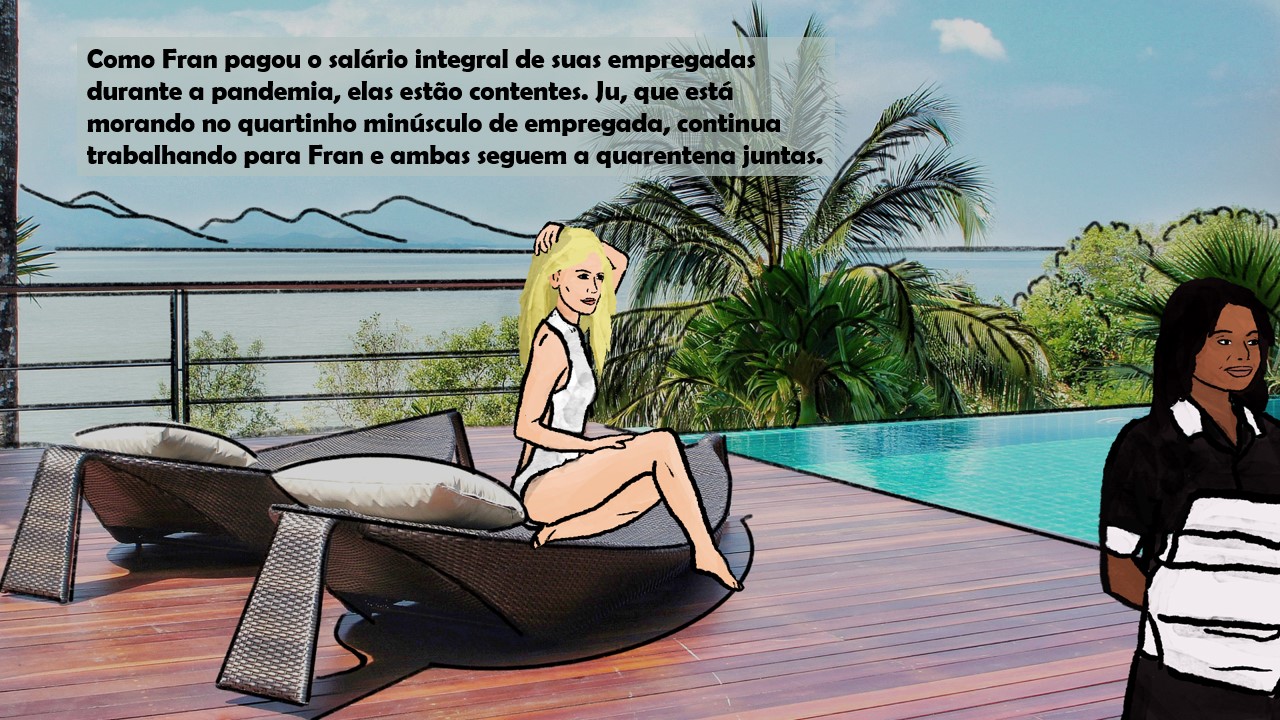 Como Fran pagou o salário integral de suas empregadas
durante a pandemia, elas estão contentes. Ju, que está
morando no quartinho minúsculo de empregada, continua
trabalhando para Fran e ambas seguem a quarentena juntas.